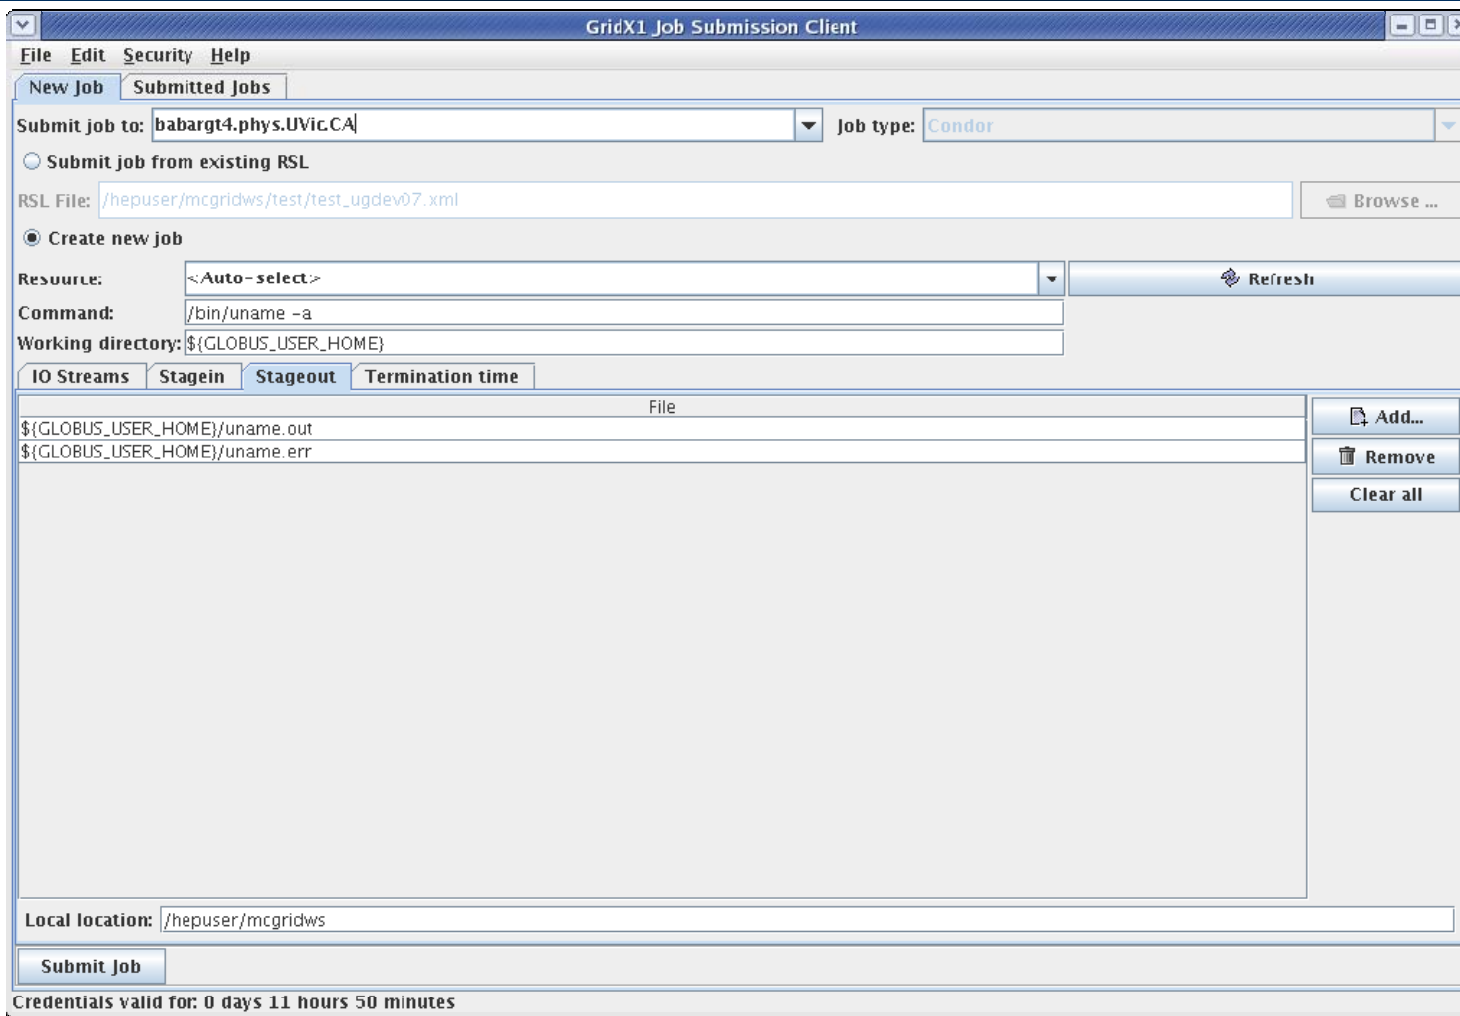 GridX1 Job Submission Client
File Edit Security Help
New Job Submitted Jobs
Submit job to: babargt4.phys.UVic.CA Job type: Condor
Submit job from existing RSL
RSL File: /hepuser/mcgridws/test/test_ugdev07.xml Browse ...
Create new job
Resource: <Auto-select> Refresh
Command: /bin/uname -a
Working directory: ${GLOBUS_USER_HOME}
IO Streams Stagein Stageout Termination time
File
${GLOBUS_USER_HOME}/uname.out
${GLOBUS_USER_HOME}/uname.err
Add...
Remove
Clear all
Local location: /hepuser/mcgridws
Submit Job
Credentials valid for: 0 days 11 hours 50 minutes